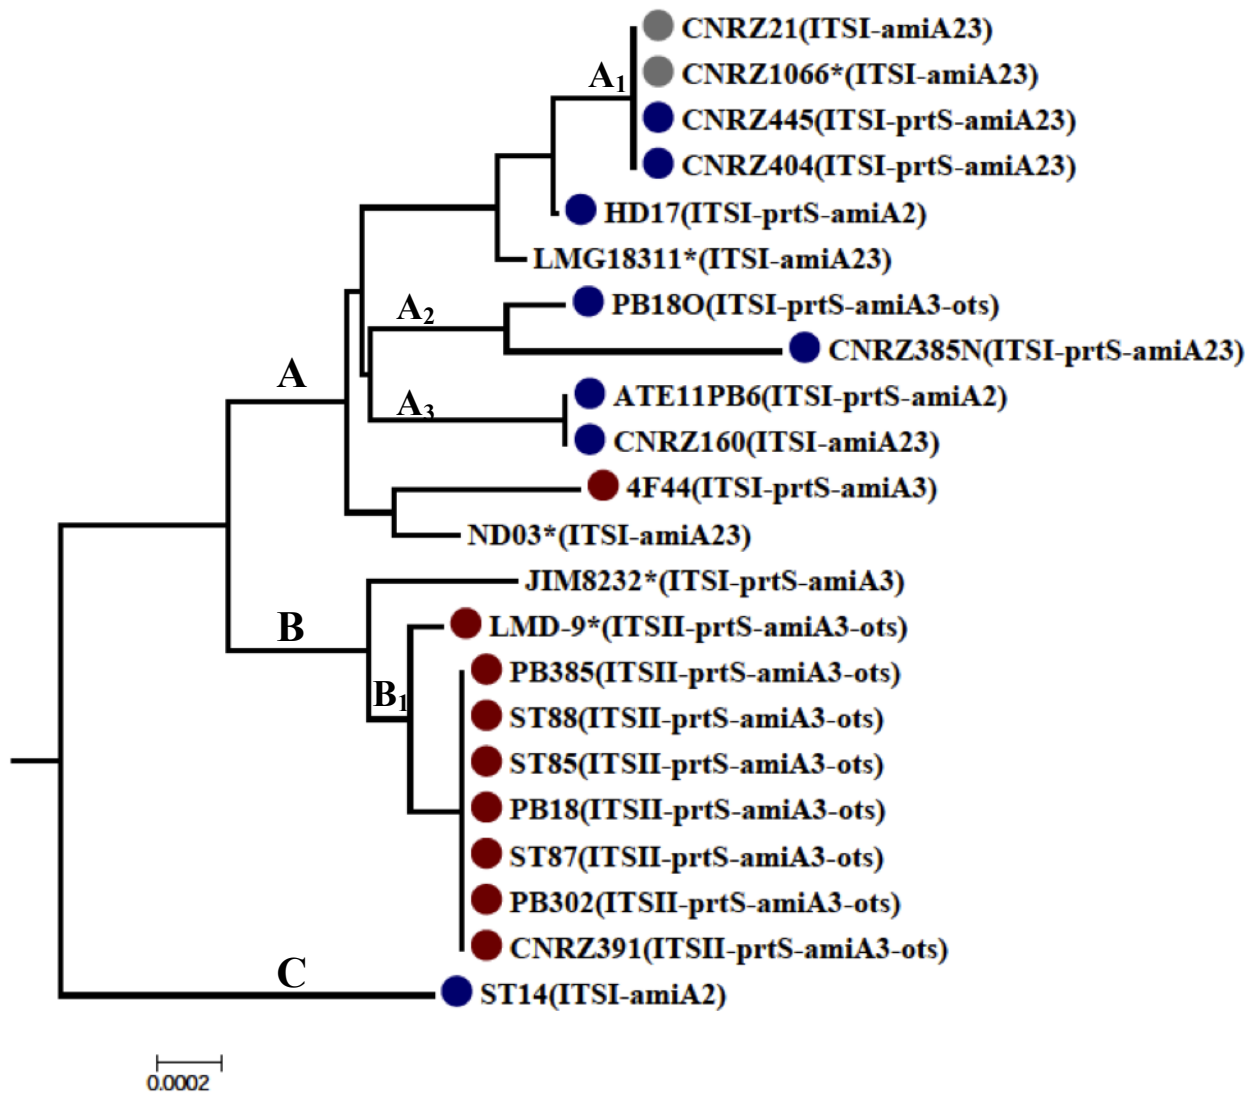 CNRZ21(ITSI-amiA23)
A1 CNRZ1066*(ITSI-amiA23)
CNRZ445(ITSI-prtS-amiA23)
CNRZ404(ITSI-prtS-amiA23)
HD17(ITSI-prtS-amiA2)
LMG18311*(ITSI-amiA23)
A2 PB18O(ITSI-prtS-amiA3-ots)
CNRZ385N(ITSI-prtS-amiA23)
A
A3 ATE11PB6(ITSI-prtS-amiA2)
CNRZ160(ITSI-amiA23)
4F44(ITSI-prtS-amiA3)
ND03*(ITSI-amiA23)
JIM8232*(ITSI-prtS-amiA3)
B LMD-9*(ITSII-prtS-amiA3-ots)
PB385(ITSII-prtS-amiA3-ots)
B1
ST88(ITSII-prtS-amiA3-ots)
ST85(ITSII-prtS-amiA3-ots)
PB18(ITSII-prtS-amiA3-ots)
ST87(ITSII-prtS-amiA3-ots)
PB302(ITSII-prtS-amiA3-ots)
CNRZ391(ITSII-prtS-amiA3-ots)
C
ST14(ITSI-amiA2)
0.0002